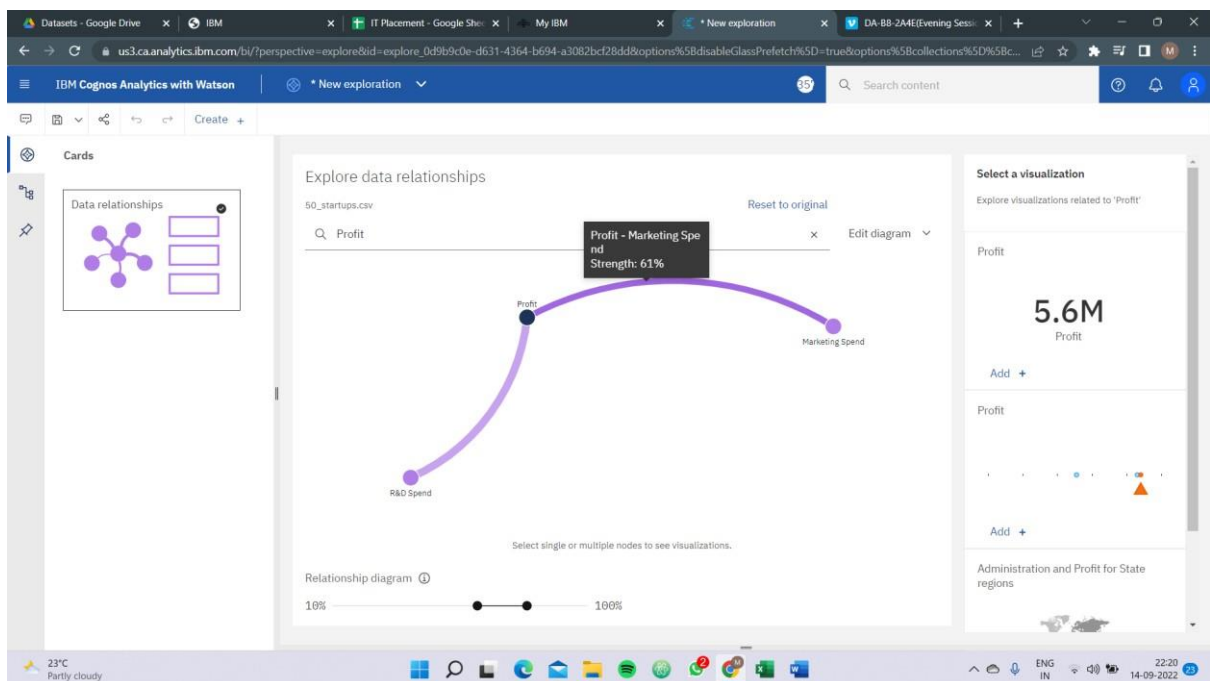 Datasets - Google Drive
IBM
IT Placement - Google Shee
My IBM
* New exploration
DA-B8-2A4E(Evening Sessic
us3.ca.analytics.ibm.com/bi/?perspective=explore&id=explore_0d9b9c0e-d631-4364-b694-a3082bcf28dd&options%5BdisableGlassPrefetch%5D=true&options%5Bcollections%5D%5Bc...
IBM Cognos Analytics with Watson
* New exploration
Search content
Create +
Cards
Data relationships
Explore data relationships
50_startups.csv
Reset to original
Profit
Edit diagram
Profit - Marketing Spe
nd
Strength: 61%
Profit
Marketing Spend
R&D Spend
Select single or multiple nodes to see visualizations.
Relationship diagram
10%
100%
Select a visualization
Explore visualizations related to 'Profit'
Profit
5.6M
Profit
Add +
Profit
Add +
Administration and Profit for State
regions
23°C
Partly cloudy
2
ENG
IN
22:20
14-09-2022
23